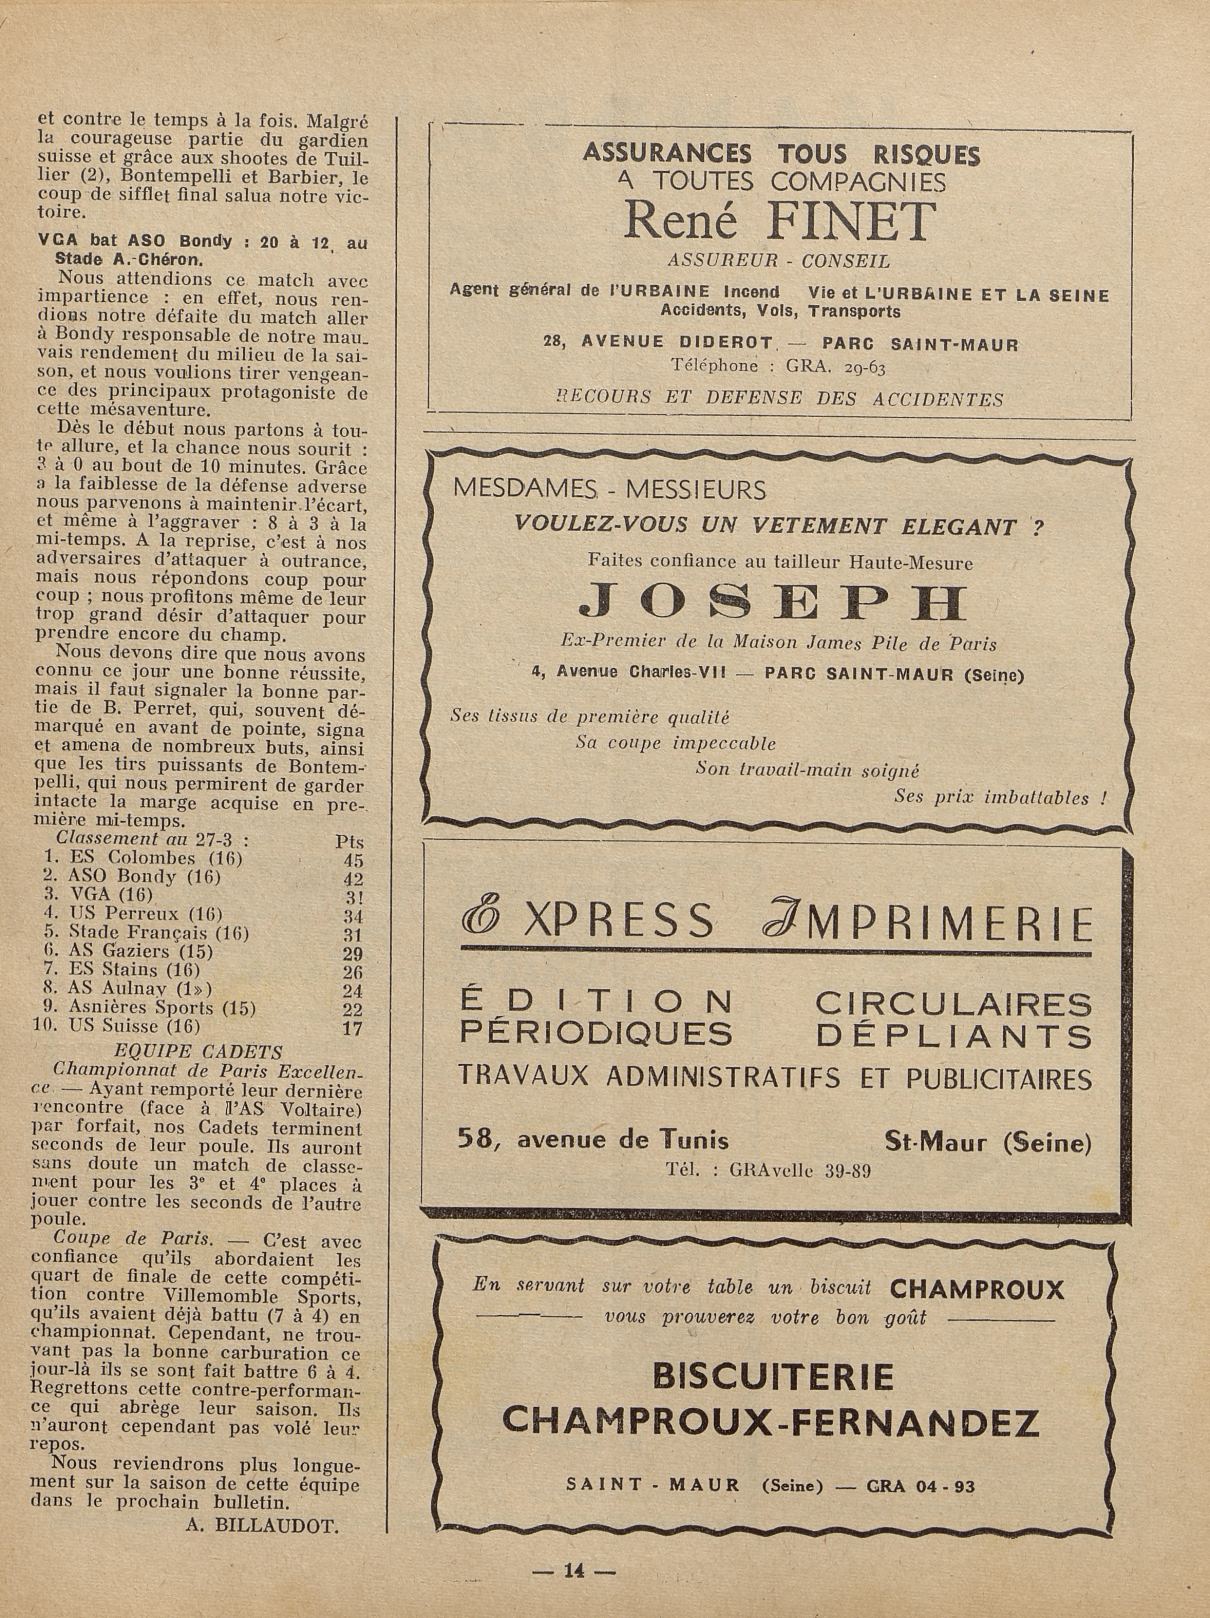 et contre le temps à la fois. Malgré
la courageuse partie du gardien
suisse et grâce aux shootes de Tuil-
lier (2), Bontempelli et Barbier, le
coup de sifflet final salua notre vic-
toire.
VGA bat ASO Bondy : 20 à 12, au
Stade A.-Chéron.
Nous attendions ce match avec
impartience : en effet, nous ren-
dions notre défaite du match aller
à Bondy responsable de notre mau-
vais rendement du milieu de la sai-
son, et nous voulions tirer vengean-
ce des principaux protagoniste de
cette mésaventure.
Dès le début nous partons à tou-
te allure, et la chance nous sourit :
3 à 0 au bout de 10 minutes. Grâce
a la faiblesse de la défense adverse
nous parvenons à maintenir l'écart,
et même à l'aggraver : 8 à 3 à la
mi-temps. A la reprise, c'est à nos
adversaires d'attaquer à outrance,
mais nous répondons coup pour
coup ; nous profitons même de leur
trop grand désir d'attaquer pour
prendre encore du champ.
Nous devons dire que nous avons
connu ce jour une bonne réussite,
mais il faut signaler la bonne par-
tie de B. Perret, qui, souvent dé-
marqué en avant de pointe, signa
et amena de nombreux buts, ainsi
que les tirs puissants de Bontem-
pelli, qui nous permirent de garder
intacte la marge acquise en pre-
mière mi-temps.
Classement au 27-3 : Pts
1. ES Colombes (16) 45
2. ASO Bondy (16) 42
3. VGA (16) 3!
4. US Perreux (16) 34
5. Stade Français (16) 31
6. AS Gaziers (15) 29
7. ES Stains (16) 26
8. AS Aulnay (1») 24
9. Asnières Sports (15) 22
10. US Suisse (16) 17
EQUIPE CADETS
Championnat de Paris Excellen-
ce — Ayant remporté leur dernière
rencontre (face à l'AS Voltaire)
par forfait, nos Cadets terminent
seconds de leur poule. Ils auront
sans doute un match de classe-
ment pour les 3e et 4e places à
jouer contre les seconds de l'autre
poule.
Coupe de Paris. — C'est avec
confiance qu'ils abordaient les
quart de finale de cette compéti-
tion contre Villemomble Sports,
qu'ils avaient déjà battu (7 à 4) en
championnat. Cependant, ne trou-
vant pas la bonne carburation ce
jour-là ils se sont fait battre 6 à 4.
Regrettons cette contre-performan-
ce qui abrège leur saison. Ils
n'auront cependant pas volé leur
repos.
Nous reviendrons plus longue-
ment sur la saison de cette équipe
dans le prochain bulletin.
A. BILLAUDOT.
ASSURANCES TOUS RISQUES
A TOUTES COMPAGNIES
René FINET
ASSUREUR - CONSEIL
Agent général de l'URBAINE Incend Vie et L'URBAINE ET LA SEINE
Accidents, Vols, Transports
28, AVENUE DIDEROT — PARC SAINT-MAUR
Téléphone : GRA. 29-63
RECOURS ET DEFENSE DES ACCIDENTES
MESDAMES - MESSIEURS
VOULEZ-VOUS UN VETEMENT ELEGANT ?
Faites confiance au tailleur Haute-Mesure
JOSEPH
Ex-Premier de la Maison James Pile de Paris
4, Avenue Charles-VII — PARC SAINT-MAUR (Seine)
Ses tissus de première qualité
Sa coupe impeccable
Son travail-main soigné
Ses prix imbattables !
EXPRESS IMPRIMERIE
ÉDITION CIRCULAIRES
PÉRIODIQUES DÉPLIANTS
TRAVAUX ADMINISTRATIFS ET PUBLICITAIRES
58, avenue de Tunis St-Maur (Seine)
Tél. : GRAvelle 39-89
En servant sur votre table un biscuit CHAMPROUX
vous prouverez votre bon goût
BISCUITERIE
CHAMPROUX-FERNANDEZ
SAINT - MAUR (Seine) — GRA 04 - 93
— 14 —